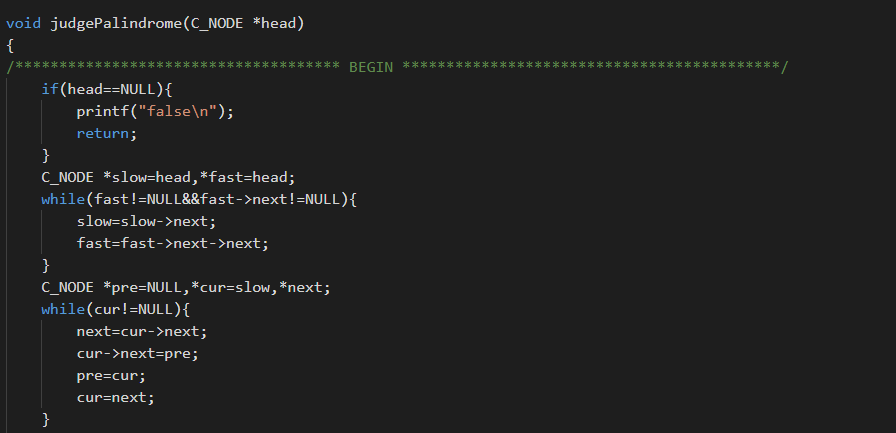 void judgePalindrome(C_NODE *head)
{
/************************************* BEGIN *******************************************/
if(head==NULL){
printf("false\n");
return;
}
C_NODE *slow=head,*fast=head;
while(fast!=NULL&&fast->next!=NULL){
slow=slow->next;
fast=fast->next->next;
}
C_NODE *pre=NULL,*cur=slow,*next;
while(cur!=NULL){
next=cur->next;
cur->next=pre;
pre=cur;
cur=next;
}